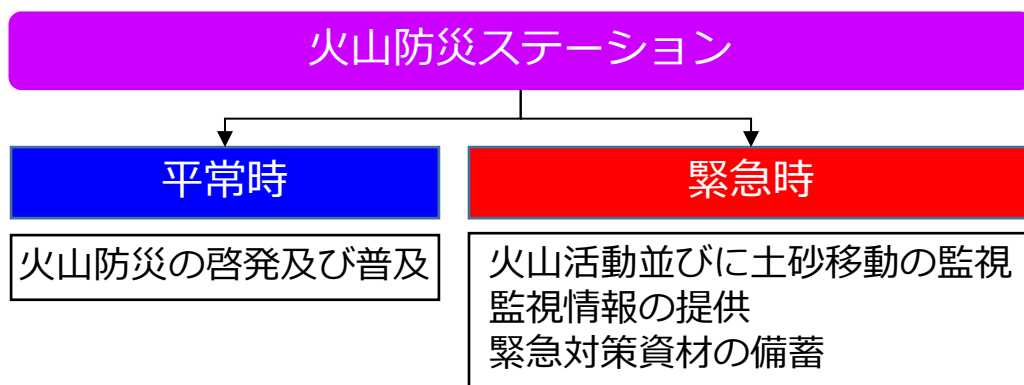 火山防災ステーション
平常時
緊急時
火山防災の啓発及び普及
火山活動並びに土砂移動の監視
監視情報の提供
緊急対策資材の備蓄